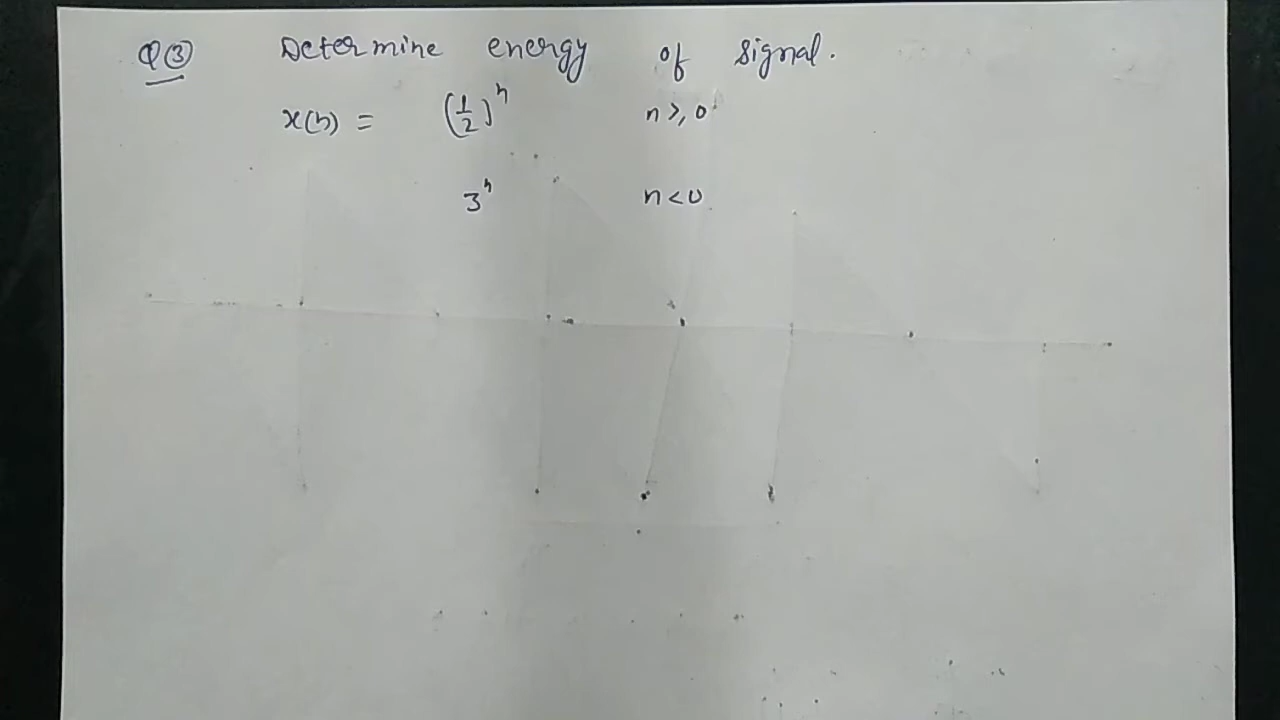 Q③ Determine energy of signal.
x(n) = (1/2)^n n ≥ 0
3^n n < 0